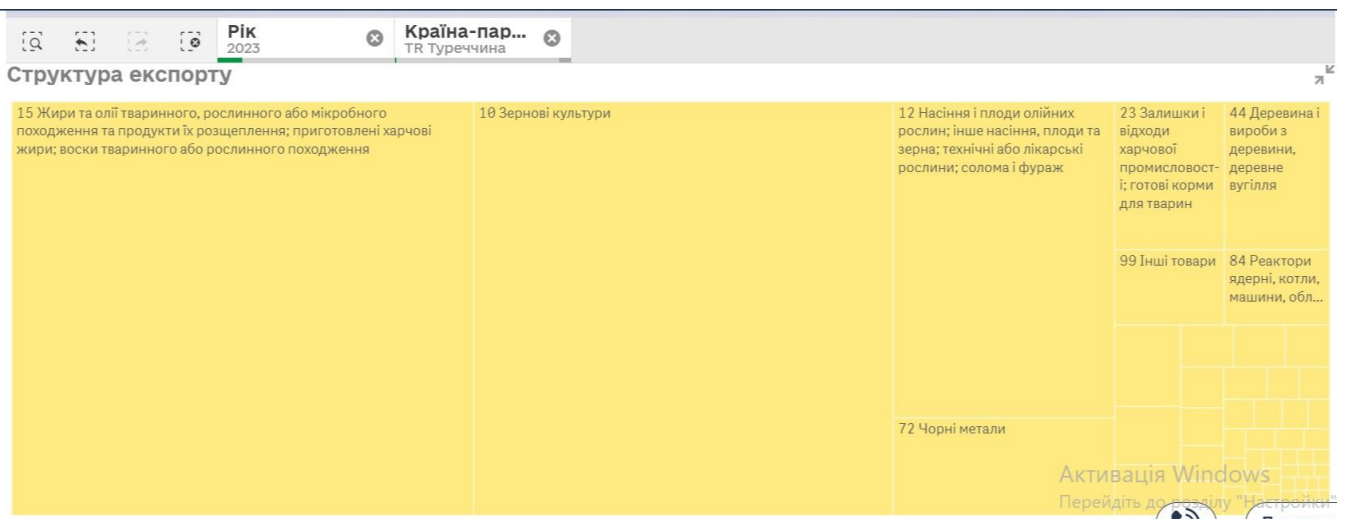 Рік
2023
Країна-пар...
TR Туреччина
Структура експорту
15 Жири та олії тваринного, рослинного або мікробного
походження та продукти їх розщеплення; приготовлені харчові
жири; воски тваринного або рослинного походження
10 Зернові культури
12 Насіння і плоди олійних
рослин; інше насіння, плоди та
зерна; технічні або лікарські
рослини; солома і фураж
23 Залишки і
відходи
харчової
промисловост-
і; готові корми
для тварин
44 Деревина і
вироби з
деревини,
деревне
вугілля
99 Інші товари
84 Реактори
ядерні, котли,
машини, обл...
72 Чорні метали
Активація Windows
Перейдіть до розділу "Настройки"